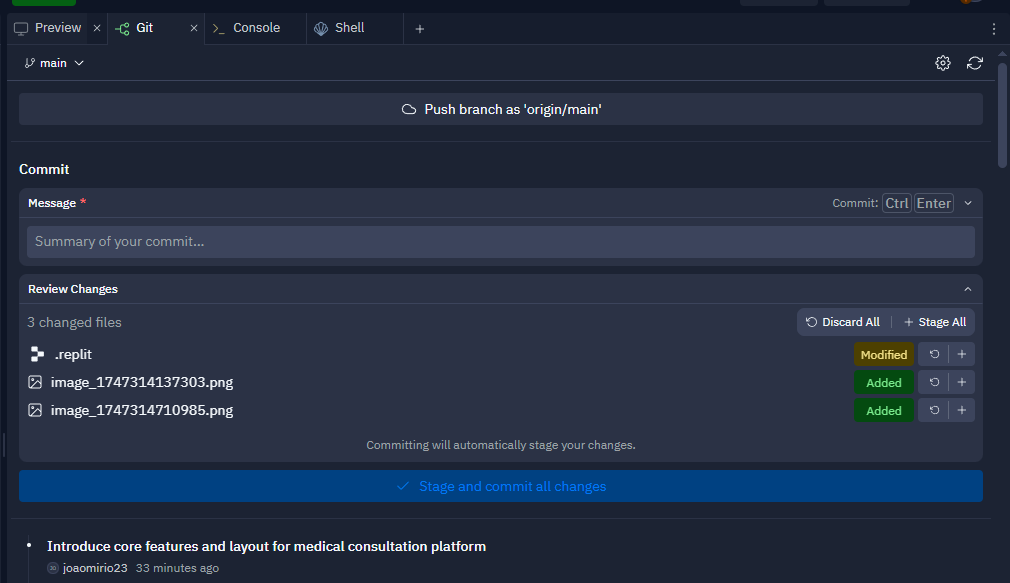 Preview
Git
Console
Shell
main
Push branch as 'origin/main'
Commit
Message *
Commit: Ctrl Enter
Summary of your commit...
Review Changes
3 changed files
Discard All
Stage All
.replit
Modified
image_1747314137303.png
Added
image_1747314710985.png
Added
Committing will automatically stage your changes.
Stage and commit all changes
Introduce core features and layout for medical consultation platform
joaomirio23 33 minutes ago